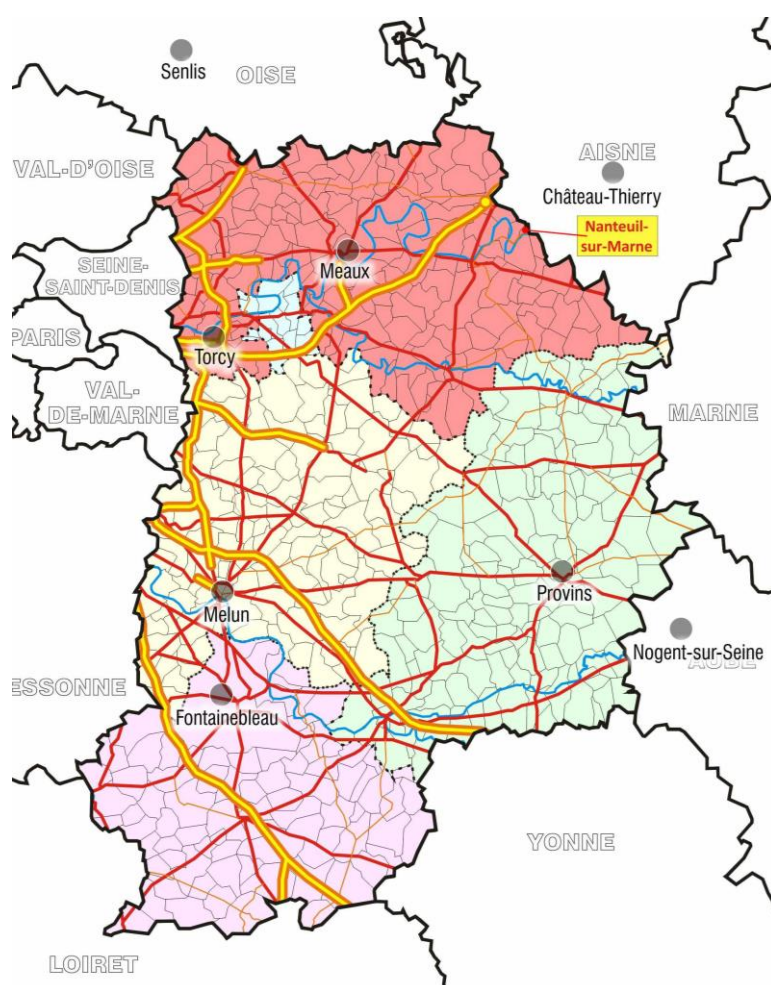 Senlis
OISE
VAL-D'OISE
AISNE
Château-Thierry
Nanteuil-
sur-Marne
Meaux
SEINE-
SAINT-DENIS
PARIS
Torcy
VAL-
DE-MARNE
MARNE
Provins
Melun
Nogent-sur-Seine
AUBE
ESSONNE
Fontainebleau
YONNE
LOIRET